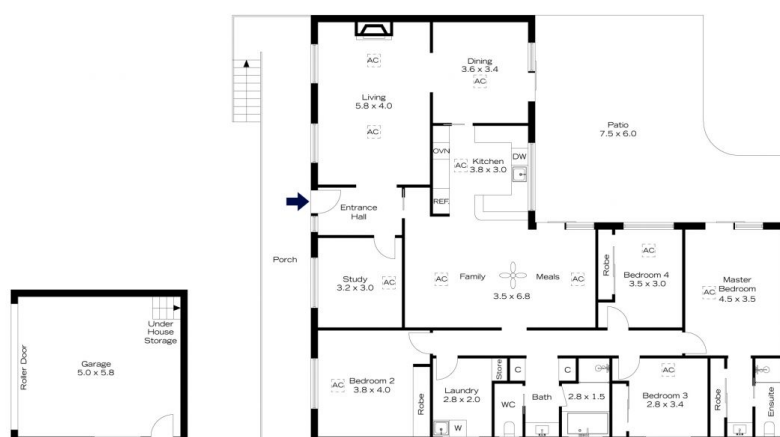 AC
Living
5.8 x 4.0
AC
Dining
3.6 x 3.4
AC
Patio
7.5 x 6.0
OVN
AC
Kitchen
3.8 x 3.0
DW
REF.
Entrance
Hall
Porch
Study
3.2 x 3.0
AC
AC
Family
Meals
AC
3.5 x 6.8
Robe
AC
Bedroom 4
3.5 x 3.0
AC
Master
Bedroom
4.5 x 3.5
Roller Door
Garage
5.0 x 5.8
Under
House
Storage
AC
Bedroom 2
3.8 x 4.0
Robe
Laundry
2.8 x 2.0
W
Store
C
WC
Bath
C
2.8 x 1.5
AC
Bedroom 3
2.8 x 3.4
Robe
Ensuite